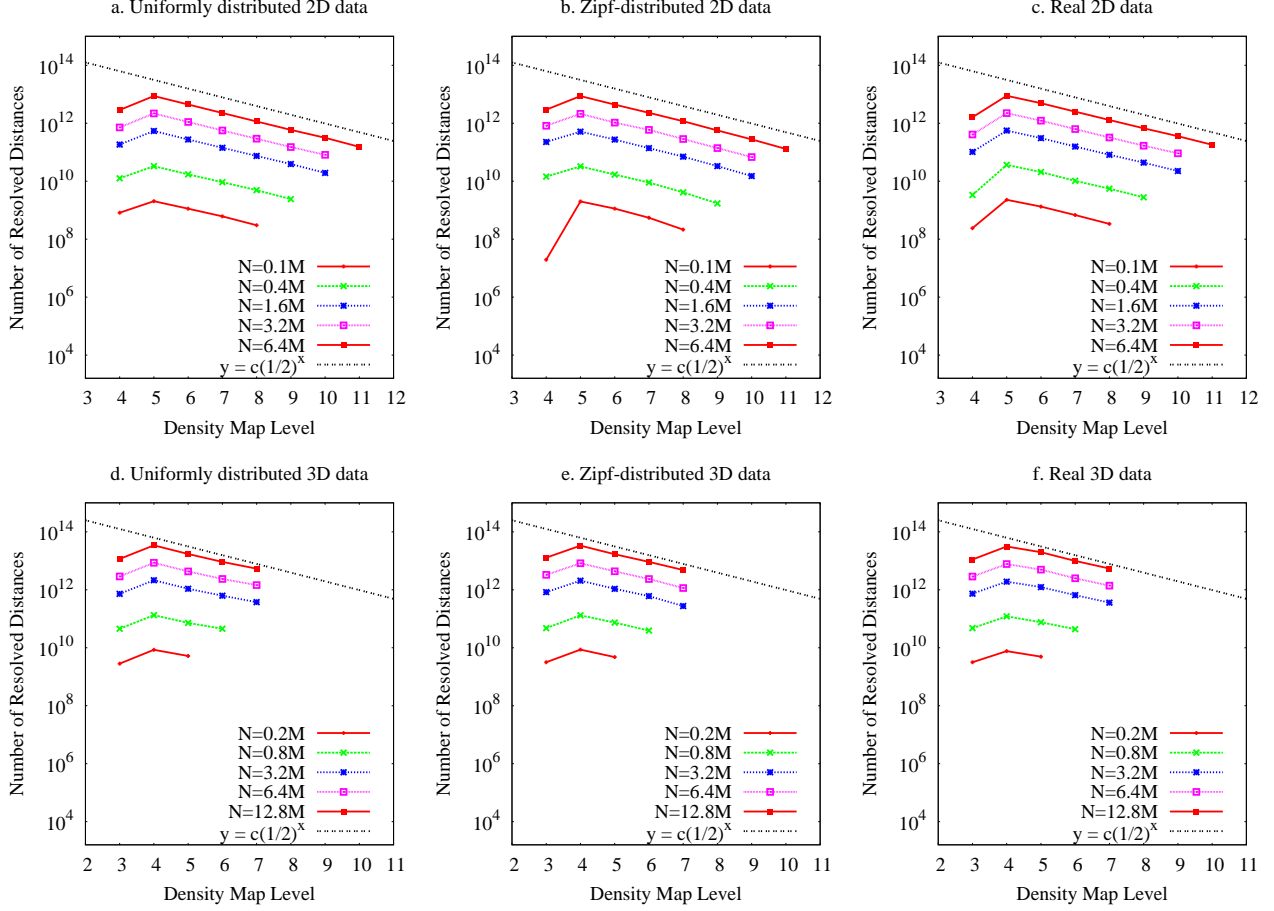 a. Uniformly distributed 2D data
Number of Resolved Distances
10^14
10^12
10^10
10^8
10^6
10^4
N=0.1M
N=0.4M
N=1.6M
N=3.2M
N=6.4M
y = c(1/2)^x
3 4 5 6 7 8 9 10 11 12
Density Map Level
b. Zipf-distributed 2D data
Number of Resolved Distances
10^14
10^12
10^10
10^8
10^6
10^4
N=0.1M
N=0.4M
N=1.6M
N=3.2M
N=6.4M
y = c(1/2)^x
3 4 5 6 7 8 9 10 11 12
Density Map Level
c. Real 2D data
Number of Resolved Distances
10^14
10^12
10^10
10^8
10^6
10^4
N=0.1M
N=0.4M
N=1.6M
N=3.2M
N=6.4M
y = c(1/2)^x
3 4 5 6 7 8 9 10 11 12
Density Map Level
d. Uniformly distributed 3D data
Number of Resolved Distances
10^14
10^12
10^10
10^8
10^6
10^4
N=0.2M
N=0.8M
N=3.2M
N=6.4M
N=12.8M
y = c(1/2)^x
2 3 4 5 6 7 8 9 10 11
Density Map Level
e. Zipf-distributed 3D data
Number of Resolved Distances
10^14
10^12
10^10
10^8
10^6
10^4
N=0.2M
N=0.8M
N=3.2M
N=6.4M
N=12.8M
y = c(1/2)^x
2 3 4 5 6 7 8 9 10 11
Density Map Level
f. Real 3D data
Number of Resolved Distances
10^14
10^12
10^10
10^8
10^6
10^4
N=0.2M
N=0.8M
N=3.2M
N=6.4M
N=12.8M
y = c(1/2)^x
2 3 4 5 6 7 8 9 10 11
Density Map Level